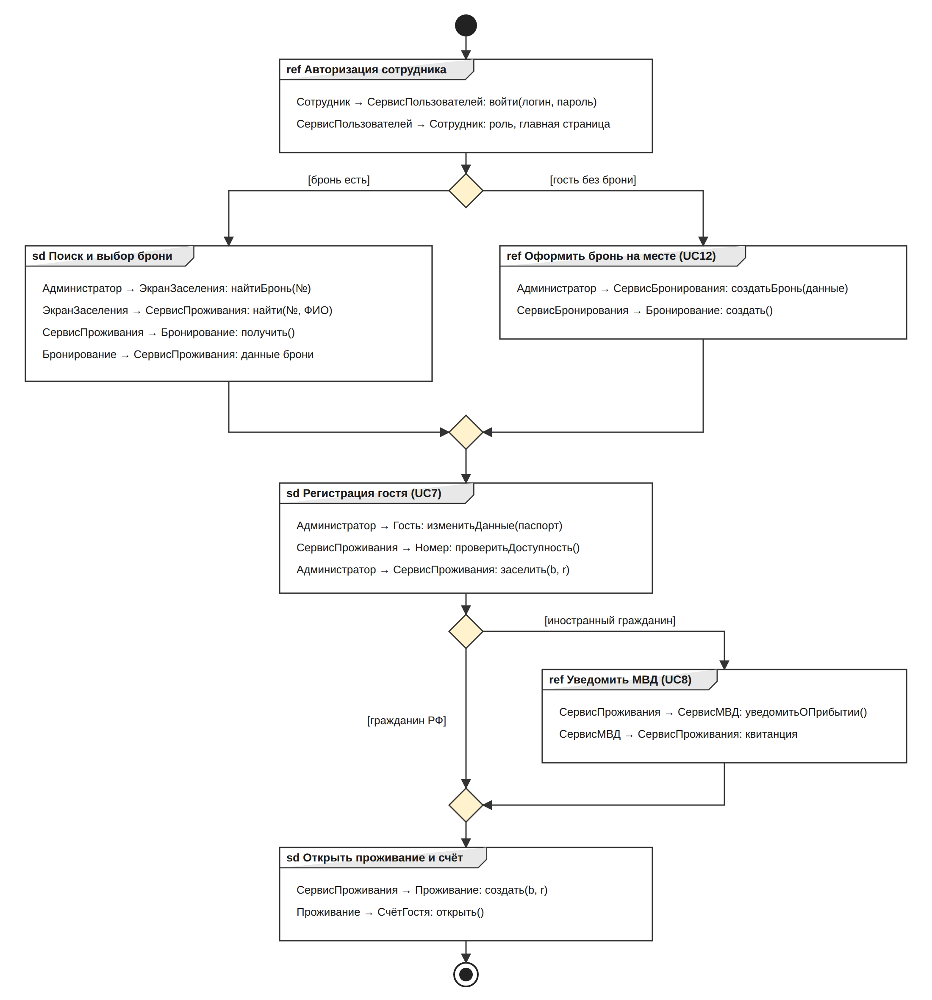 ref Авторизация сотрудника
Сотрудник → СервисПользователей: войти(логин, пароль)
СервисПользователей → Сотрудник: роль, главная страница
[бронь есть]
[гость без брони]
sd Поиск и выбор брони
Администратор → ЭкранЗаселения: найтиБронь(№)
ЭкранЗаселения → СервисПроживания: найти(№, ФИО)
СервисПроживания → Бронирование: получить()
Бронирование → СервисПроживания: данные брони
ref Оформить бронь на месте (UC12)
Администратор → СервисБронирования: создатьБронь(данные)
СервисБронирования → Бронирование: создать()
sd Регистрация гостя (UC7)
Администратор → Гость: изменитьДанные(паспорт)
СервисПроживания → Номер: проверитьДоступность()
Администратор → СервисПроживания: заселить(b, r)
[иностранный гражданин]
ref Уведомить МВД (UC8)
СервисПроживания → СервисМВД: уведомитьОПрибытии()
СервисМВД → СервисПроживания: квитанция
[гражданин РФ]
sd Открыть проживание и счёт
СервисПроживания → Проживание: создать(b, r)
Проживание → СчётГостя: открыть()